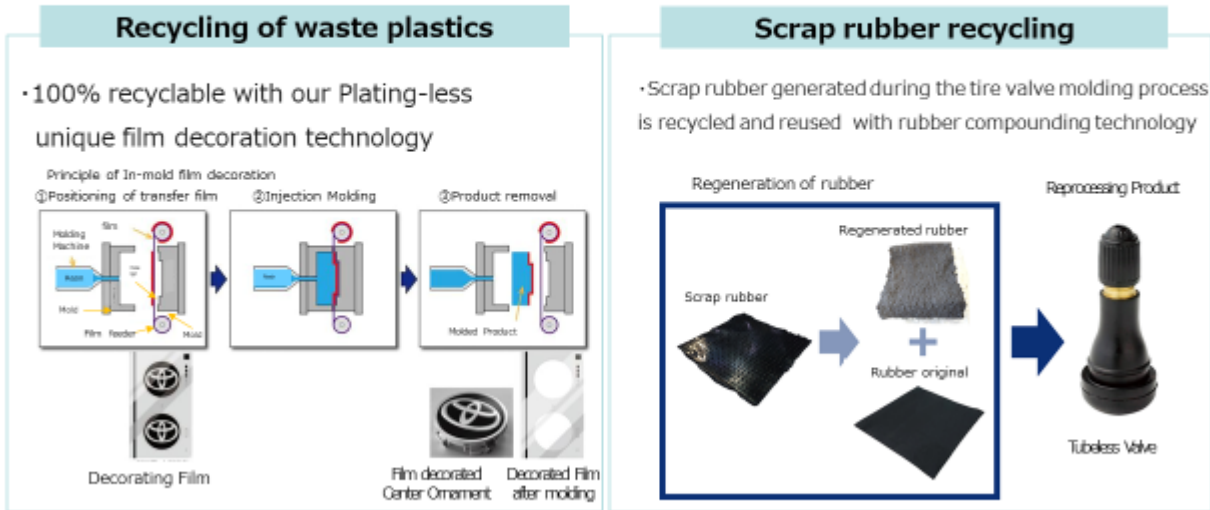 Recycling of waste plastics
・100% recyclable with our Plating-less
unique film decoration technology
Principle of In-mold film decoration
①Positioning of transfer film
②Injection Molding
③Product removal
film
Molding
Machine
Mold
Film Feeder
Mold
Molded Product
Decorating Film
Film decorated
Center Ornament
Decorated Film
after molding
Scrap rubber recycling
・Scrap rubber generated during the tire valve molding process
is recycled and reused with rubber compounding technology
Regeneration of rubber
Scrap rubber
Regenerated rubber
+
Rubber original
Reprocessing Product
Tubeless Valve